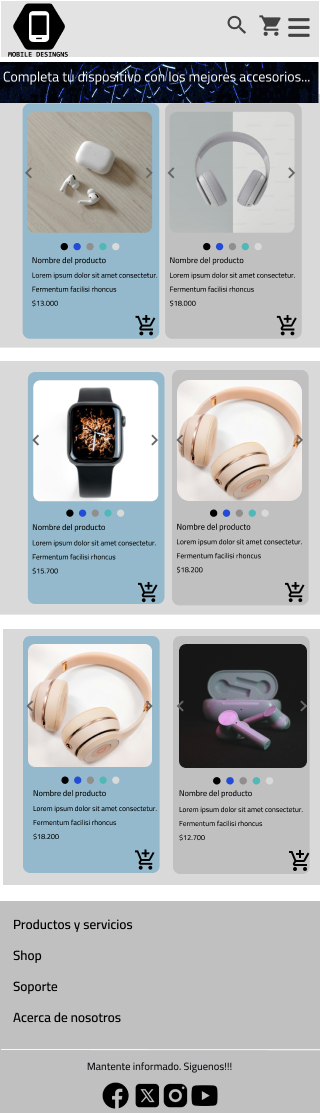 MOBILE DESINGNS
Completa tu dispositivo con los mejores accesorios...
Nombre del producto
Lorem ipsum dolor sit amet consectetur.
Fermentum facilisi rhoncus
$13.000
Nombre del producto
Lorem ipsum dolor sit amet consectetur.
Fermentum facilisi rhoncus
$18.000
Nombre del producto
Lorem ipsum dolor sit amet consectetur.
Fermentum facilisi rhoncus
$15.700
Nombre del producto
Lorem ipsum dolor sit amet consectetur.
Fermentum facilisi rhoncus
$18.200
Nombre del producto
Lorem ipsum dolor sit amet consectetur.
Fermentum facilisi rhoncus
$18.200
Nombre del producto
Lorem ipsum dolor sit amet consectetur.
Fermentum facilisi rhoncus
$12.700
Productos y servicios
Shop
Soporte
Acerca de nosotros
Mantente informado. Siguenos!!!